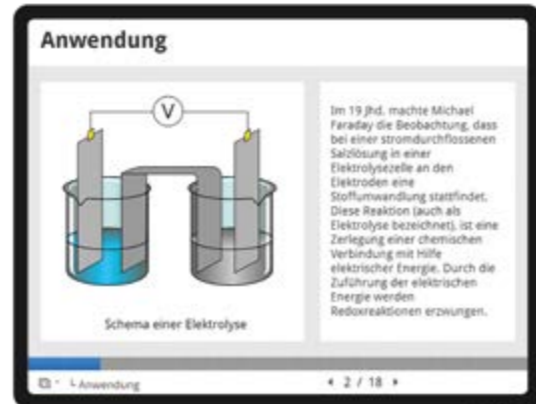 Anwendung
V
Schema einer Elektrolyse
Im 19 Jhd. machte Michael
Faraday die Beobachtung, dass
bei einer stromdurchflossenen
Salzlösung in einer
Elektrolysezelle an den
Elektroden eine
Stoffumwandlung stattfindet.
Diese Reaktion (auch als
Elektrolyse bezeichnet), ist eine
Zerlegung einer chemischen
Verbindung mit Hilfe
elektrischer Energie. Durch die
Zuführung der elektrischen
Energie werden
Redoxreaktionen erzwungen.
Anwendung
2 / 18